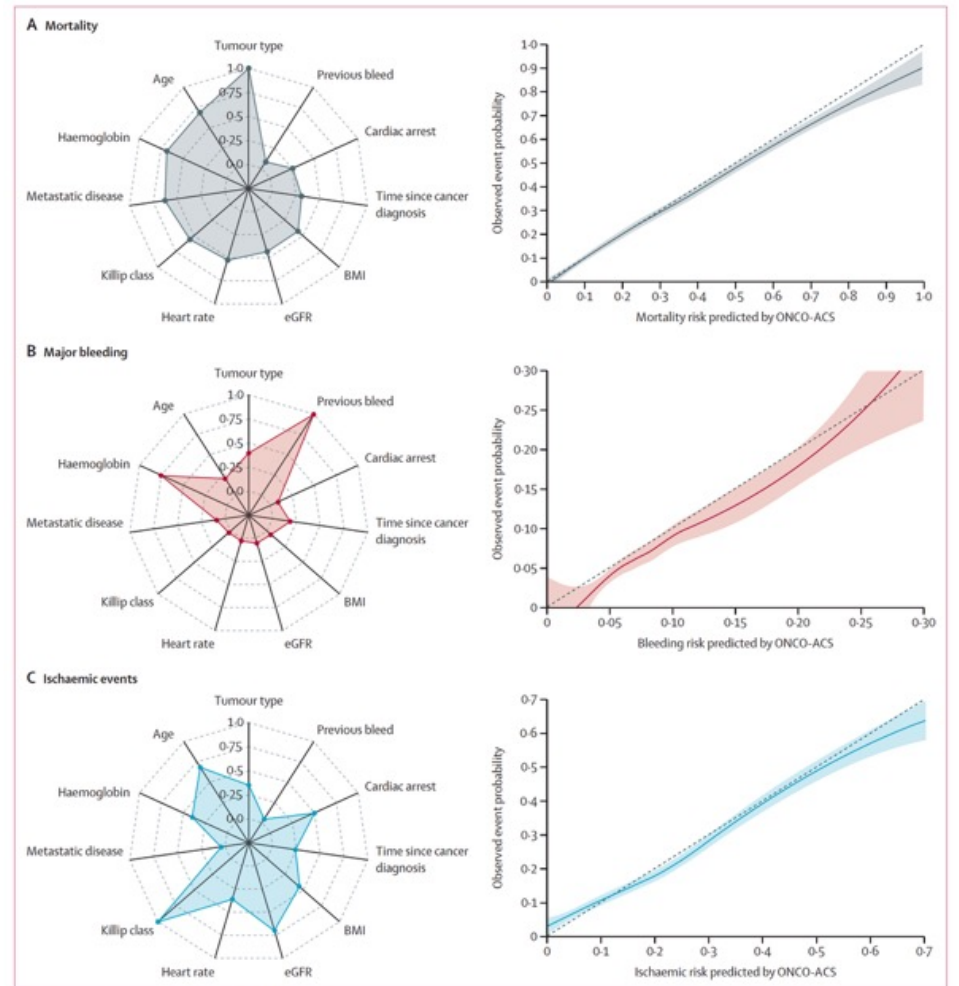 A Mortality
Tumour type
Previous bleed
Cardiac arrest
Time since cancer
diagnosis
BMI
eGFR
Heart rate
Killip class
Metastatic disease
Haemoglobin
Age
1·0
0·75
0·5
0·25
0·0
Observed event probability
1·0
0·9
0·8
0·7
0·6
0·5
0·4
0·3
0·2
0·1
0
0 0·1 0·2 0·3 0·4 0·5 0·6 0·7 0·8 0·9 1·0
Mortality risk predicted by ONCO-ACS
B Major bleeding
Tumour type
Previous bleed
Cardiac arrest
Time since cancer
diagnosis
BMI
eGFR
Heart rate
Killip class
Metastatic disease
Haemoglobin
Age
1·0
0·75
0·5
0·25
0·0
Observed event probability
0·30
0·25
0·20
0·15
0·10
0·05
0
0·05 0·10 0·15 0·20 0·25 0·30
Bleeding risk predicted by ONCO-ACS
C Ischaemic events
Tumour type
Previous bleed
Cardiac arrest
Time since cancer
diagnosis
BMI
eGFR
Heart rate
Killip class
Metastatic disease
Haemoglobin
Age
1·0
0·75
0·5
0·25
0·0
Observed event probability
0·7
0·6
0·5
0·4
0·3
0·2
0·1
0
0 0·1 0·2 0·3 0·4 0·5 0·6 0·7
Ischaemic risk predicted by ONCO-ACS